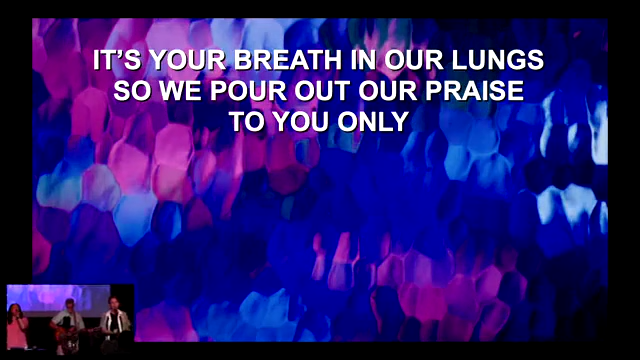 IT’S YOUR BREATH IN OUR LUNGS
SO WE POUR OUT OUR PRAISE
TO YOU ONLY